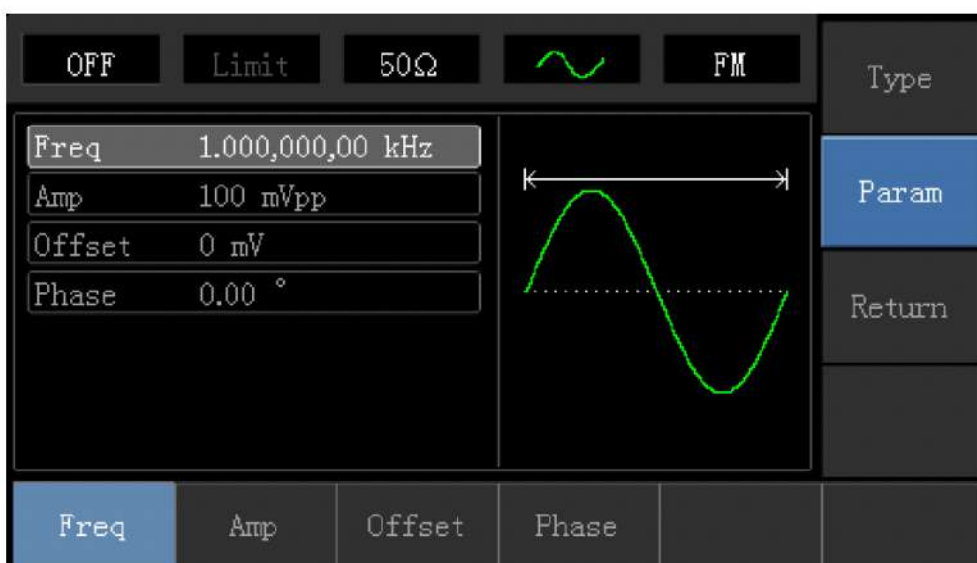 OFF Limit 50Ω FM
Type
Freq 1.000,000,00 kHz
Amp 100 mVpp
Offset 0 mV
Phase 0.00 °
Param
Return
Freq Amp Offset Phase